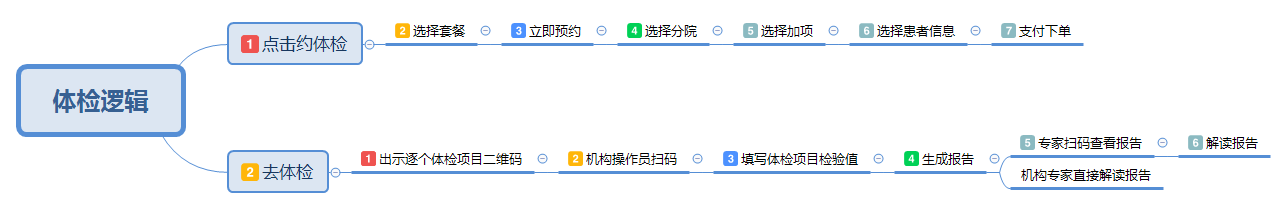 体检逻辑
1 点击约体检
2 选择套餐
3 立即预约
4 选择分院
5 选择加项
6 选择患者信息
7 支付下单
2 去体检
1 出示逐个体检项目二维码
2 机构操作员扫码
3 填写体检项目检验值
4 生成报告
5 专家扫码查看报告
6 解读报告
机构专家直接解读报告